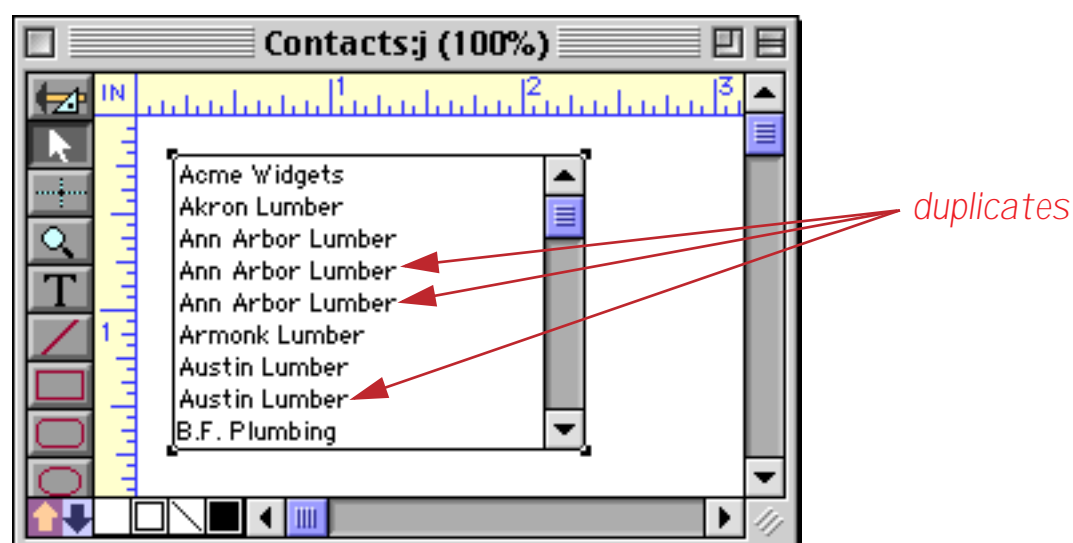 Contacts:j (100%)
IN 1 2 3
Acme Widgets
Akron Lumber
duplicates
Ann Arbor Lumber
Ann Arbor Lumber
T
Ann Arbor Lumber
1
Armonk Lumber
Austin Lumber
Austin Lumber
B.F. Plumbing